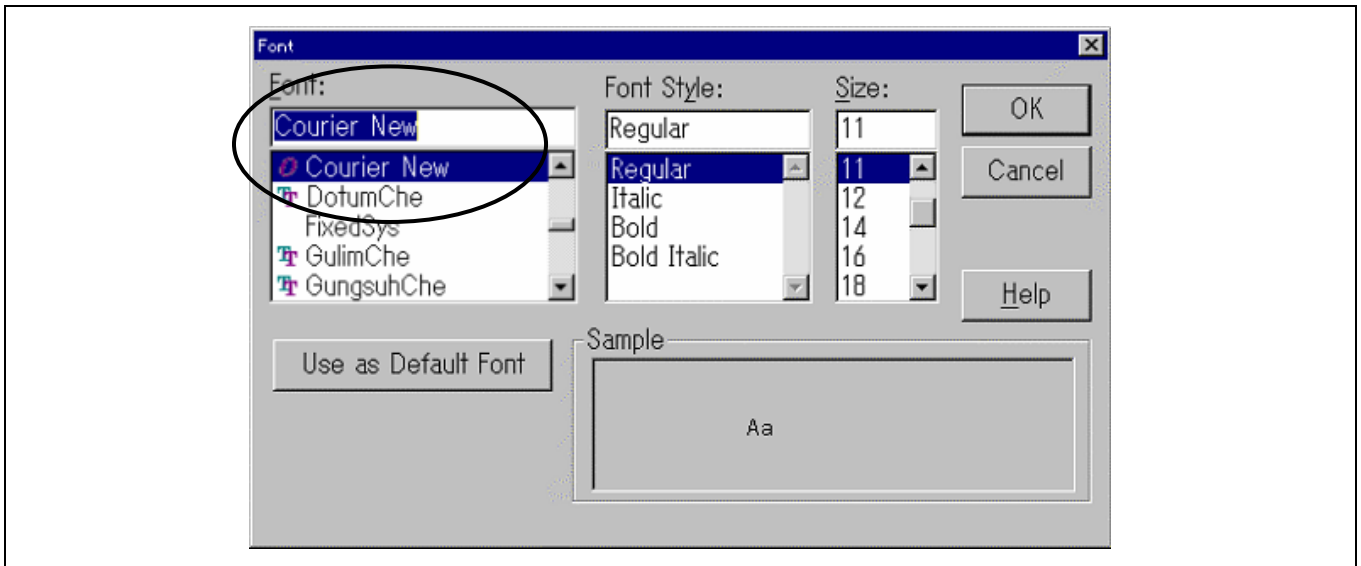 Font
Font:
Courier New
Courier New
DotumChe
FixedSys
GulimChe
GungsuhChe
Font Style:
Regular
Regular
Italic
Bold
Bold Italic
Size:
11
11
12
14
16
18
OK
Cancel
Help
Use as Default Font
Sample
Aa